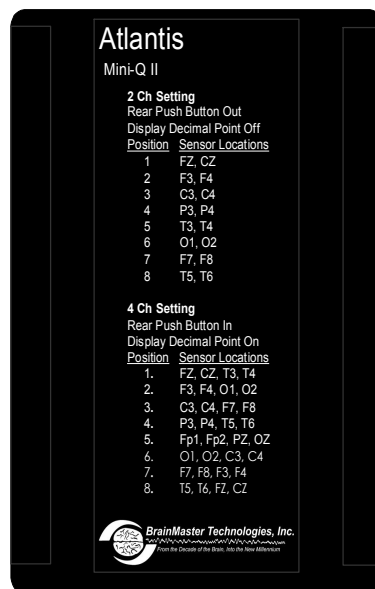 Atlantis
Mini-Q II
2 Ch Setting
Rear Push Button Out
Display Decimal Point Off
Position Sensor Locations
1 FZ, CZ
2 F3, F4
3 C3, C4
4 P3, P4
5 T3, T4
6 O1, O2
7 F7, F8
8 T5, T6
4 Ch Setting
Rear Push Button In
Display Decimal Point On
Position Sensor Locations
1. FZ, CZ, T3, T4
2. F3, F4, O1, O2
3. C3, C4, F7, F8
4. P3, P4, T5, T6
5. Fp1, Fp2, PZ, OZ
6. O1, O2, C3, C4
7. F7, F8, F3, F4
8. T5, T6, FZ, CZ
BrainMaster Technologies, Inc.
From the Decade of the Brain, Into the New Millennium